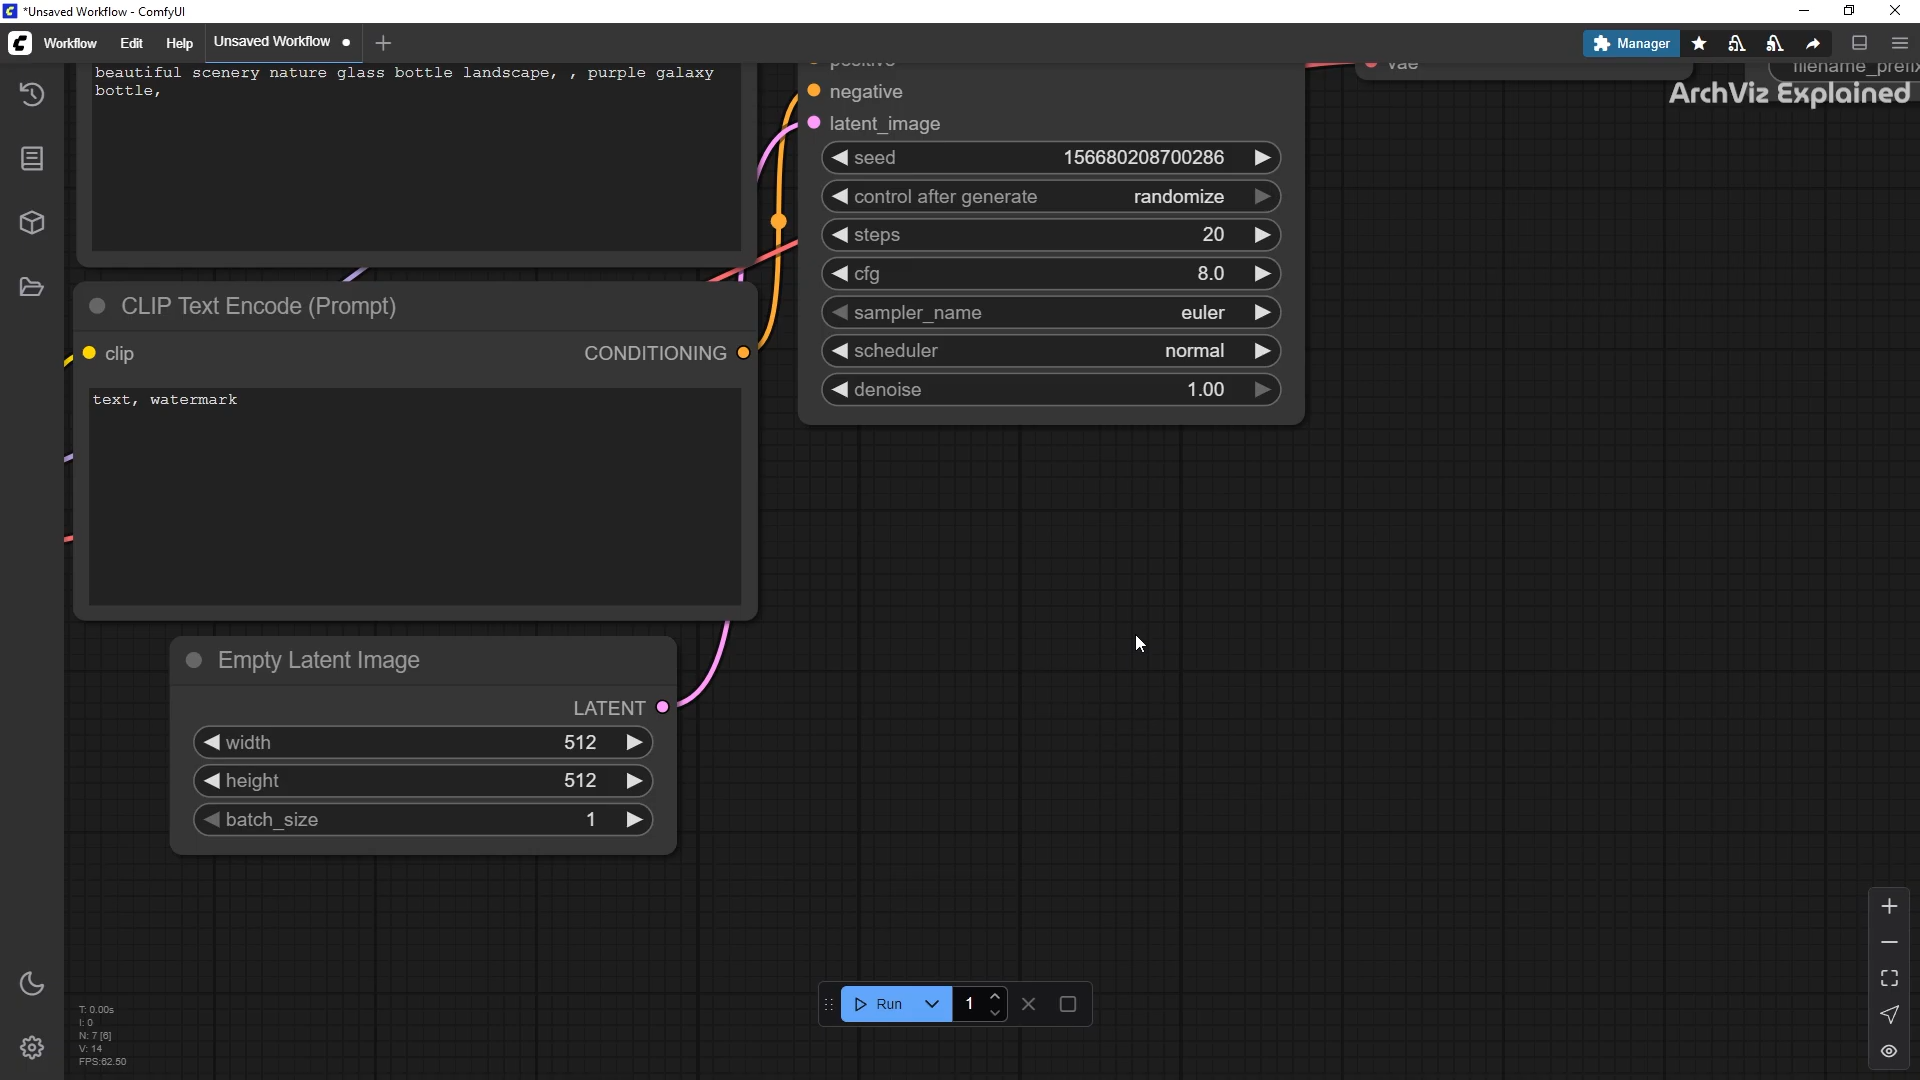 *Unsaved Workflow - ComfyUI
Workflow Edit Help Unsaved Workflow
Manager
beautiful scenery nature glass bottle landscape, , purple galaxy
bottle,
positive
negative
latent_image
seed 156680208700286
control after generate randomize
steps 20
cfg 8.0
sampler_name euler
scheduler normal
denoise 1.00
vae
filename_prefix
ArchViz Explained
CLIP Text Encode (Prompt)
clip CONDITIONING
text, watermark
Empty Latent Image
LATENT
width 512
height 512
batch_size 1
Run 1
T: 0.00s
I: 0
N: 7 [6]
V: 14
FPS:62.50